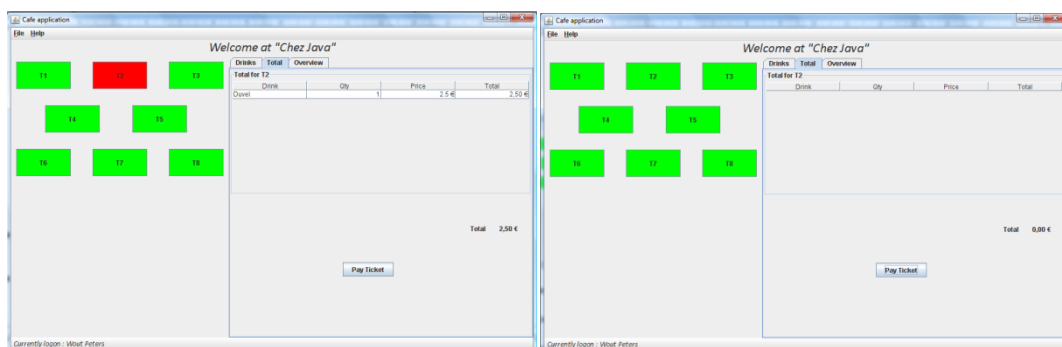 Cafe application
File Help
Welcome at "Chez Java"
T1 T2 T3
T4 T5
T6 T7 T8
Drinks Total Overview
Total for T2
Drink Qty Price Total
Duvel 1 2.5 € 2,50 €
Total 2,50 €
Pay Ticket
Currently logon : Wout Peters
Cafe application
File Help
Welcome at "Chez Java"
T1 T2 T3
T4 T5
T6 T7 T8
Drinks Total Overview
Total for T2
Drink Qty Price Total
Total 0,00 €
Pay Ticket
Currently logon : Wout Peters